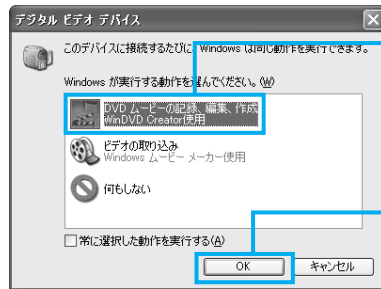 デジタル ビデオ デバイス
このデバイスに接続するたびに、Windows は同じ動作を実行できます。
Windows が実行する動作を選んでください。(W)
DVD ムービーの記録、編集、作成
WinDVD Creator使用
ビデオの取り込み
Windows ムービー メーカー使用
何もしない
常に選択した動作を実行する(A)
OK キャンセル